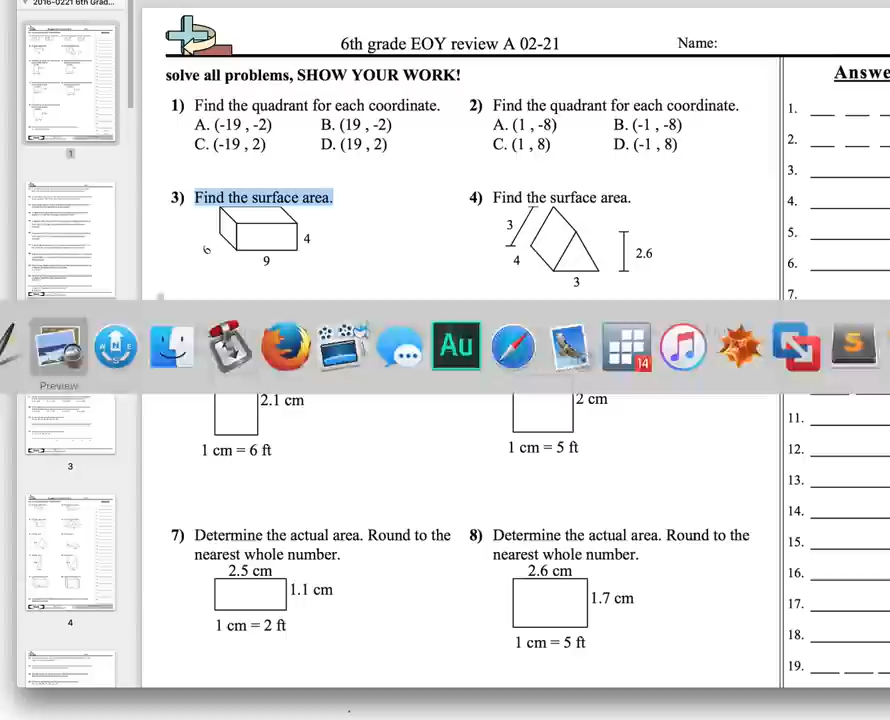 2016-0221 6th Grad...
6th grade EOY review A 02-21 Name:
solve all problems, SHOW YOUR WORK!
Answe
1) Find the quadrant for each coordinate.
A. (-19 , -2) B. (19 , -2)
C. (-19 , 2) D. (19 , 2)
2) Find the quadrant for each coordinate.
A. (1 , -8) B. (-1 , -8)
C. (1 , 8) D. (-1 , 8)
3) Find the surface area.
6
4
9
4) Find the surface area.
3
4
2.6
3
N
Au
14
S
Preview
2.1 cm
1 cm = 6 ft
2 cm
1 cm = 5 ft
7) Determine the actual area. Round to the
nearest whole number.
2.5 cm
1.1 cm
1 cm = 2 ft
8) Determine the actual area. Round to the
nearest whole number.
2.6 cm
1.7 cm
1 cm = 5 ft
1.
2.
3.
4.
5.
6.
7.
11.
12.
13.
14.
15.
16.
17.
18.
19.
1
3
4